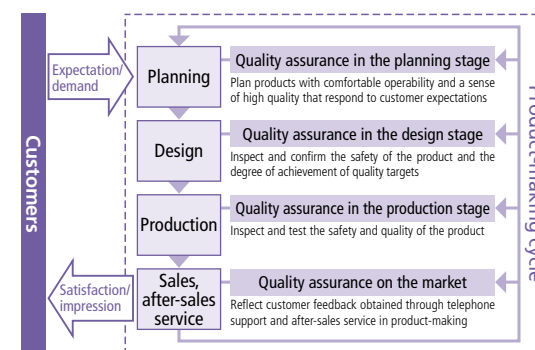 Customers
Expectation/
demand
Planning
Quality assurance in the planning stage
Plan products with comfortable operability and a sense
of high quality that respond to customer expectations
Design
Quality assurance in the design stage
Inspect and confirm the safety of the product and the
degree of achievement of quality targets
Production
Quality assurance in the production stage
Inspect and test the safety and quality of the product
Satisfaction/
impression
Sales,
after-sales
service
Quality assurance on the market
Reflect customer feedback obtained through telephone
support and after-sales service in product-making
Product-making cycle